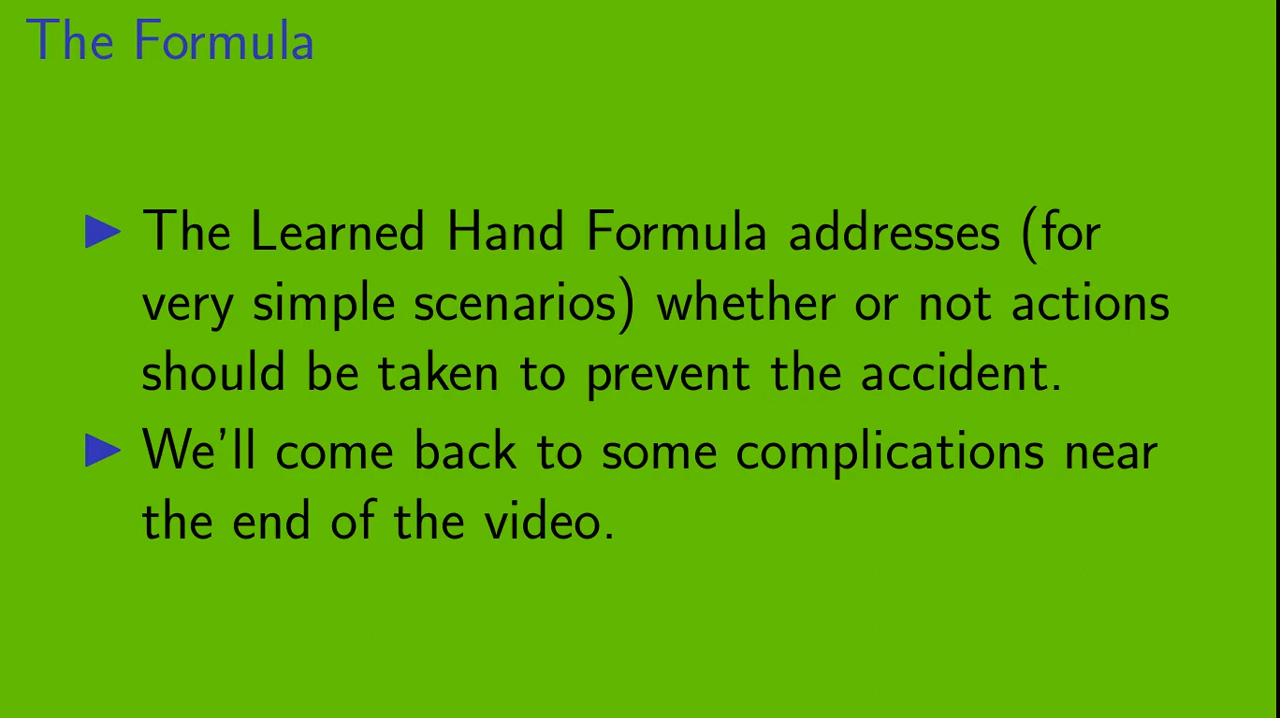 The Formula
▶ The Learned Hand Formula addresses (for
very simple scenarios) whether or not actions
should be taken to prevent the accident.
▶ We'll come back to some complications near
the end of the video.